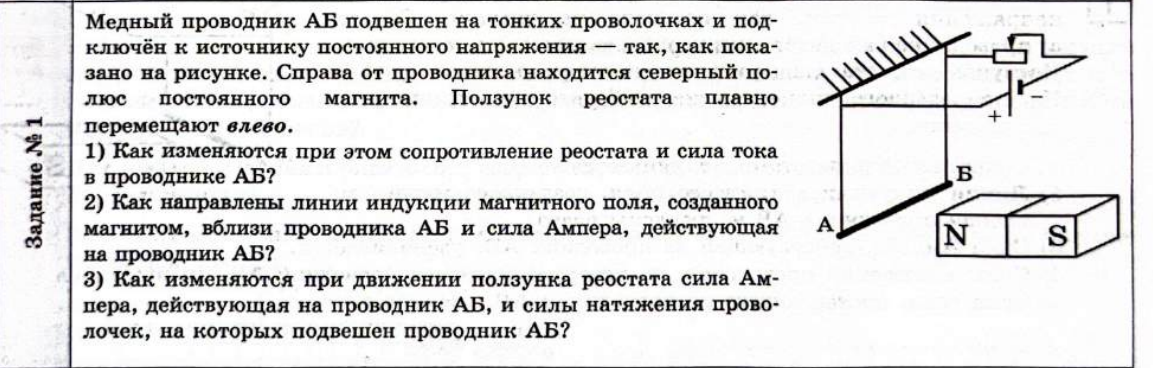 Задание № 1
Медный проводник АБ подвешен на тонких проволочках и под-
ключён к источнику постоянного напряжения так, как пока-
зано на рисунке. Справа от проводника находится северный по-
люс постоянного магнита. Ползунок реостата плавно
перемещают влево.
1) Как изменяются при этом сопротивление реостата и сила тока
в проводнике АБ?
2) Как направлены линии индукции магнитного поля, созданного
магнитом, вблизи проводника АБ и сила Ампера, действующая
на проводник АБ?
3) Как изменяются при движении ползунка реостата сила Ам-
пера, действующая на проводник АБ, и силы натяжения прово-
лочек, на которых подвешен проводник АБ?
+
Б
А
N S